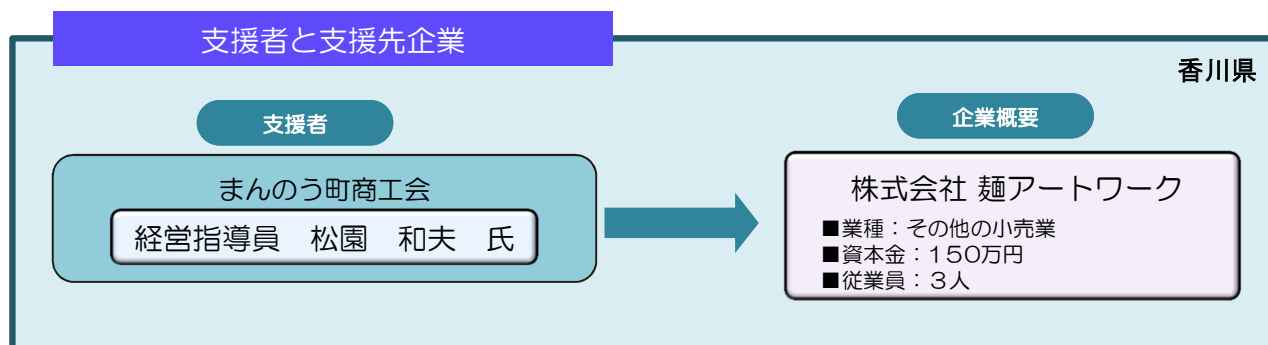 支援者と支援先企業
香川県
支援者
まんのう町商工会
経営指導員　松園　和夫　氏
企業概要
株式会社 麺アートワーク
■業種：その他の小売業
■資本金：１５０万円
■従業員：３人